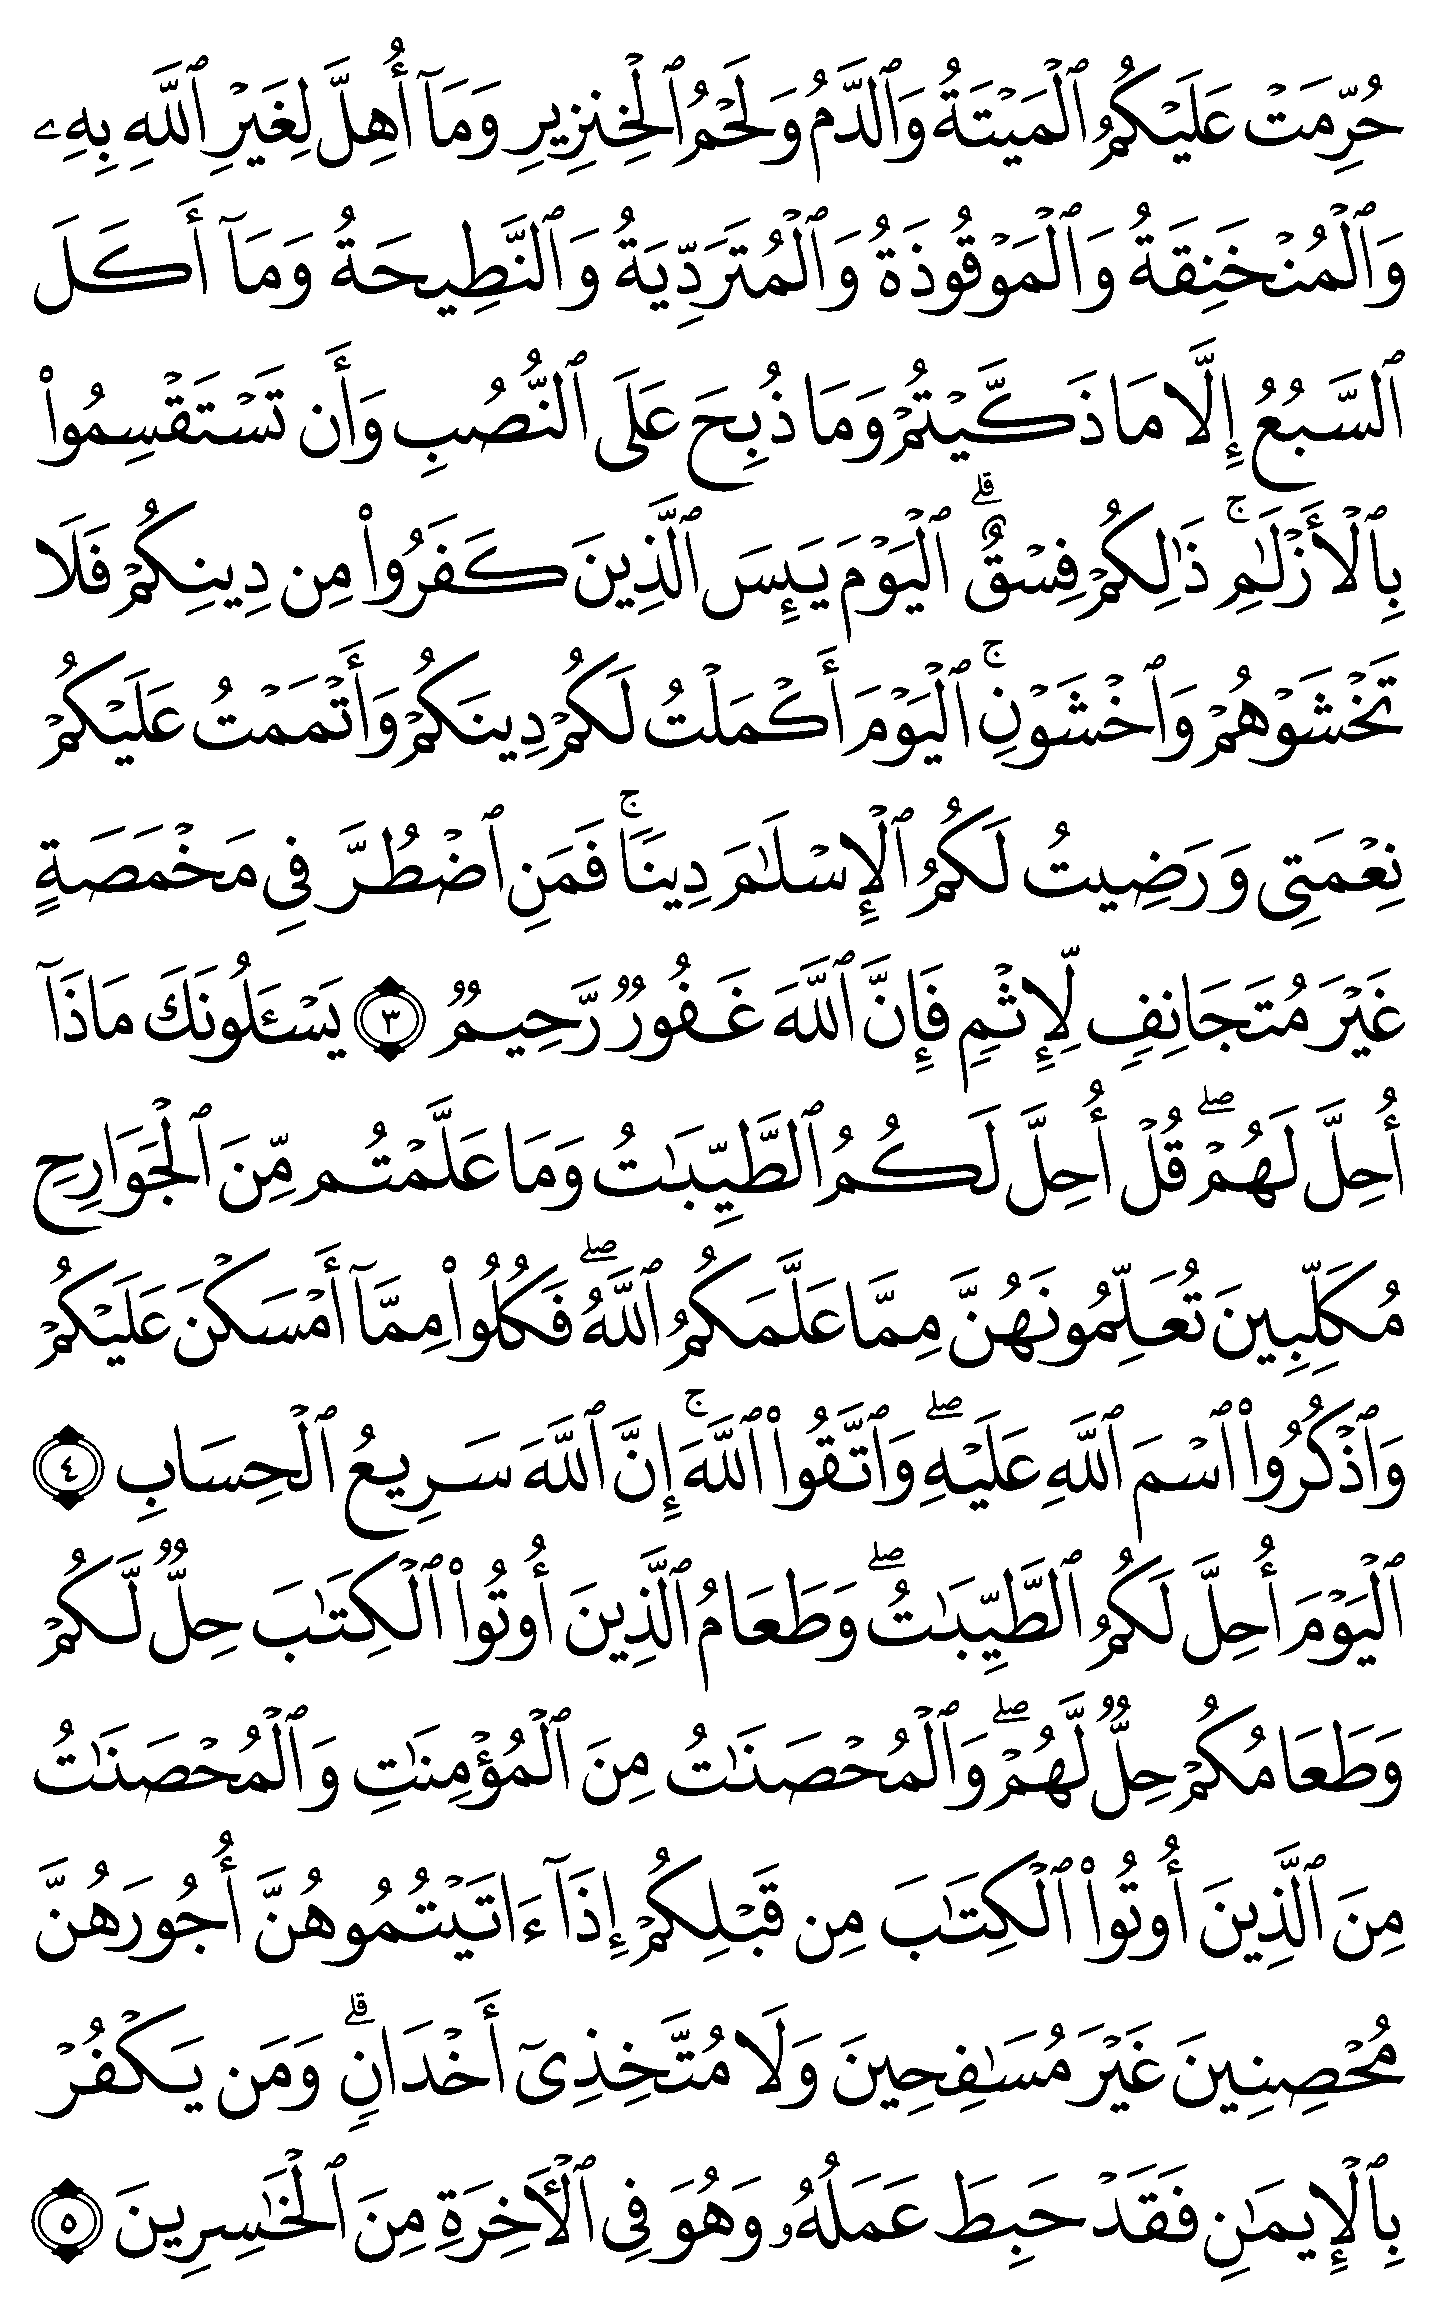 حُرِّمَتْ عَلَيْكُمُ ٱلْمَيْتَةُ وَٱلدَّمُ وَلَحْمُ ٱلْخِنزِيرِ وَمَآ أُهِلَّ لِغَيْرِ ٱللَّهِ بِهِۦ
وَٱلْمُنْخَنِقَةُ وَٱلْمَوْقُوذَةُ وَٱلْمُتَرَدِّيَةُ وَٱلنَّطِيحَةُ وَمَآ أَكَلَ
ٱلسَّبُعُ إِلَّا مَا ذَكَّيْتُمْ وَمَا ذُبِحَ عَلَى ٱلنُّصُبِ وَأَن تَسْتَقْسِمُوا۟
بِٱلْأَزْلَـٰمِ ۚ ذَٰلِكُمْ فِسْقٌ ۗ ٱلْيَوْمَ يَئِسَ ٱلَّذِينَ كَفَرُوا۟ مِن دِينِكُمْ فَلَا
تَخْشَوْهُمْ وَٱخْشَوْنِ ۚ ٱلْيَوْمَ أَكْمَلْتُ لَكُمْ دِينَكُمْ وَأَتْمَمْتُ عَلَيْكُمْ
نِعْمَتِى وَرَضِيتُ لَكُمُ ٱلْإِسْلَـٰمَ دِينًا ۚ فَمَنِ ٱضْطُرَّ فِى مَخْمَصَةٍ
غَيْرَ مُتَجَانِفٍ لِّإِثْمٍ فَإِنَّ ٱللَّهَ غَفُورٌ رَّحِيمٌ ٣ يَسْـَٔلُونَكَ مَاذَآ
أُحِلَّ لَهُمْ ۖ قُلْ أُحِلَّ لَكُمُ ٱلطَّيِّبَـٰتُ وَمَا عَلَّمْتُم مِّنَ ٱلْجَوَارِحِ
مُكَلِّبِينَ تُعَلِّمُونَهُنَّ مِمَّا عَلَّمَكُمُ ٱللَّهُ ۖ فَكُلُوا۟ مِمَّآ أَمْسَكْنَ عَلَيْكُمْ
وَٱذْكُرُوا۟ ٱسْمَ ٱللَّهِ عَلَيْهِ ۖ وَٱتَّقُوا۟ ٱللَّهَ ۚ إِنَّ ٱللَّهَ سَرِيعُ ٱلْحِسَابِ ٤
ٱلْيَوْمَ أُحِلَّ لَكُمُ ٱلطَّيِّبَـٰتُ ۖ وَطَعَامُ ٱلَّذِينَ أُوتُوا۟ ٱلْكِتَـٰبَ حِلٌّ لَّكُمْ
وَطَعَامُكُمْ حِلٌّ لَّهُمْ ۖ وَٱلْمُحْصَنَـٰتُ مِنَ ٱلْمُؤْمِنَـٰتِ وَٱلْمُحْصَنَـٰتُ
مِنَ ٱلَّذِينَ أُوتُوا۟ ٱلْكِتَـٰبَ مِن قَبْلِكُمْ إِذَآ ءَاتَيْتُمُوهُنَّ أُجُورَهُنَّ
مُحْصِنِينَ غَيْرَ مُسَـٰفِحِينَ وَلَا مُتَّخِذِىٓ أَخْدَانٍ ۗ وَمَن يَكْفُرْ
بِٱلْإِيمَـٰنِ فَقَدْ حَبِطَ عَمَلُهُۥ وَهُوَ فِى ٱلْـَٔاخِرَةِ مِنَ ٱلْخَـٰسِرِينَ ٥